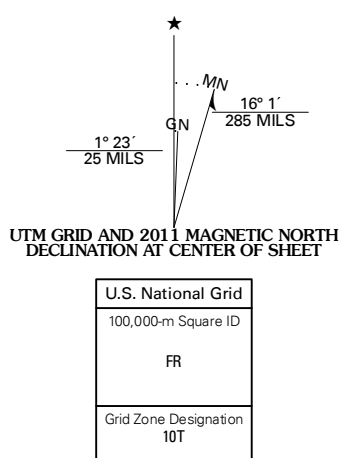 MN
GN
16° 1´
285 MILS
1° 23´
25 MILS
UTM GRID AND 2011 MAGNETIC NORTH
DECLINATION AT CENTER OF SHEET
U.S. National Grid
100,000-m Square ID
FR
Grid Zone Designation
10T